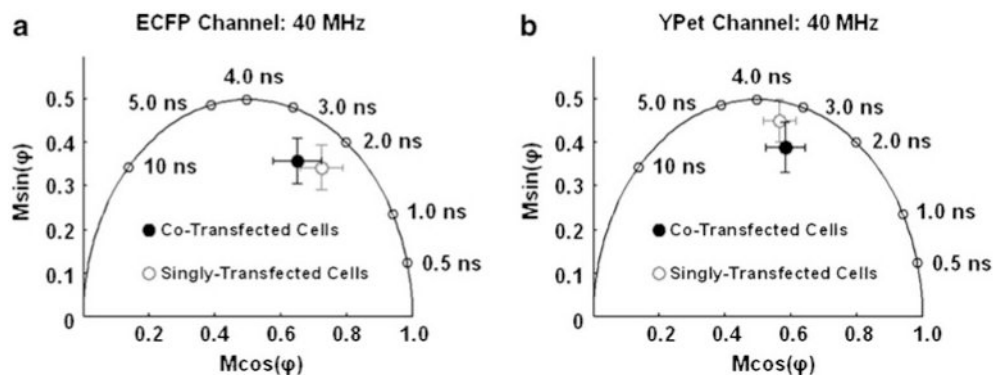 a
ECFP Channel: 40 MHz
4.0 ns
5.0 ns
3.0 ns
2.0 ns
10 ns
1.0 ns
0.5 ns
Co-Transfected Cells
Singly-Transfected Cells
Msin(φ)
0.5
0.4
0.3
0.2
0.1
0
0.2
0.4
0.6
0.8
1.0
Mcos(φ)
b
YPet Channel: 40 MHz
4.0 ns
5.0 ns
3.0 ns
2.0 ns
10 ns
1.0 ns
0.5 ns
Co-Transfected Cells
Singly-Transfected Cells
Msin(φ)
0.5
0.4
0.3
0.2
0.1
0
0.2
0.4
0.6
0.8
1.0
Mcos(φ)